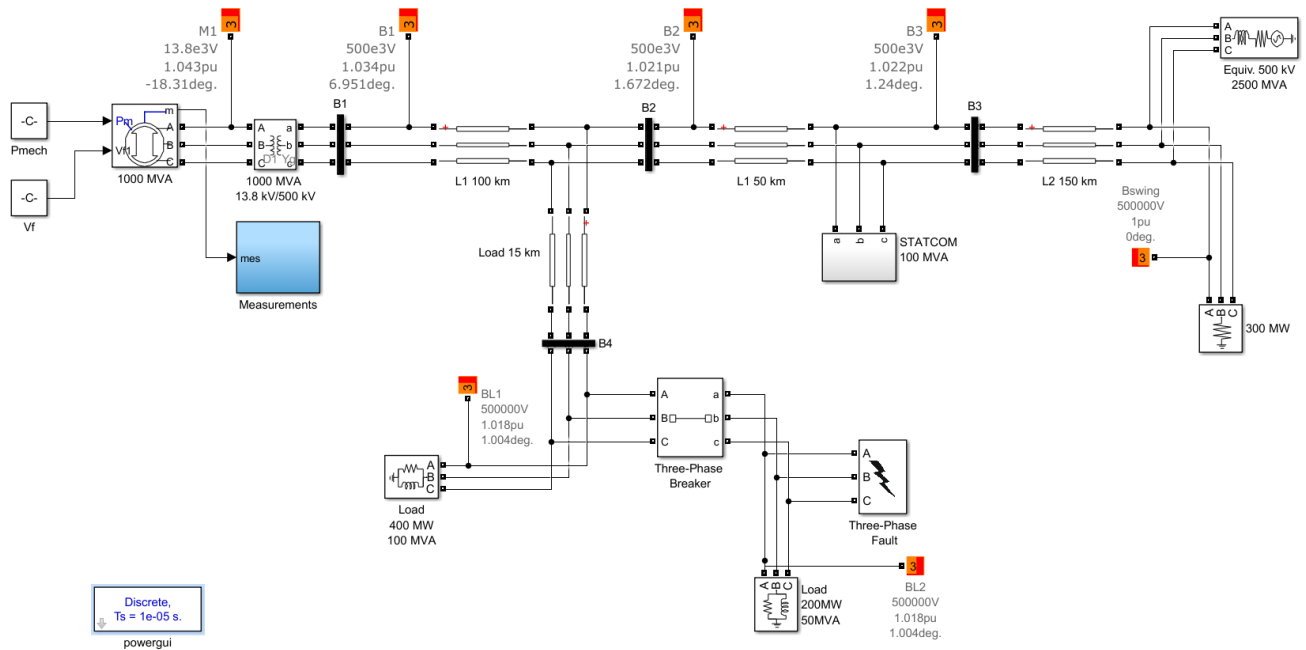 3
M1
13.8e3V
1.043pu
-18.31deg.
3
B1
500e3V
1.034pu
6.951deg.
3
B2
500e3V
1.021pu
1.672deg.
3
B3
500e3V
1.022pu
1.24deg.
A
B
C
Equiv. 500 kV
2500 MVA
-C-
Pmech
-C-
Vf
Pm
Vf1
m
A
B
C
1000 MVA
A
B
C
a
b
c
D1 Yg
1000 MVA
13.8 kV/500 kV
B1
L1 100 km
B2
L1 50 km
B3
L2 150 km
mes
Measurements
Load 15 km
a
b
c
STATCOM
100 MVA
Bswing
500000V
1pu
0deg.
3
A
B
C
300 MW
B4
3
BL1
500000V
1.018pu
1.004deg.
A
B
C
Load
400 MW
100 MVA
A
B
C
a
b
c
Three-Phase
Breaker
A
B
C
Three-Phase
Fault
A
B
C
Load
200MW
50MVA
3
BL2
500000V
1.018pu
1.004deg.
Discrete,
Ts = 1e-05 s.
powergui